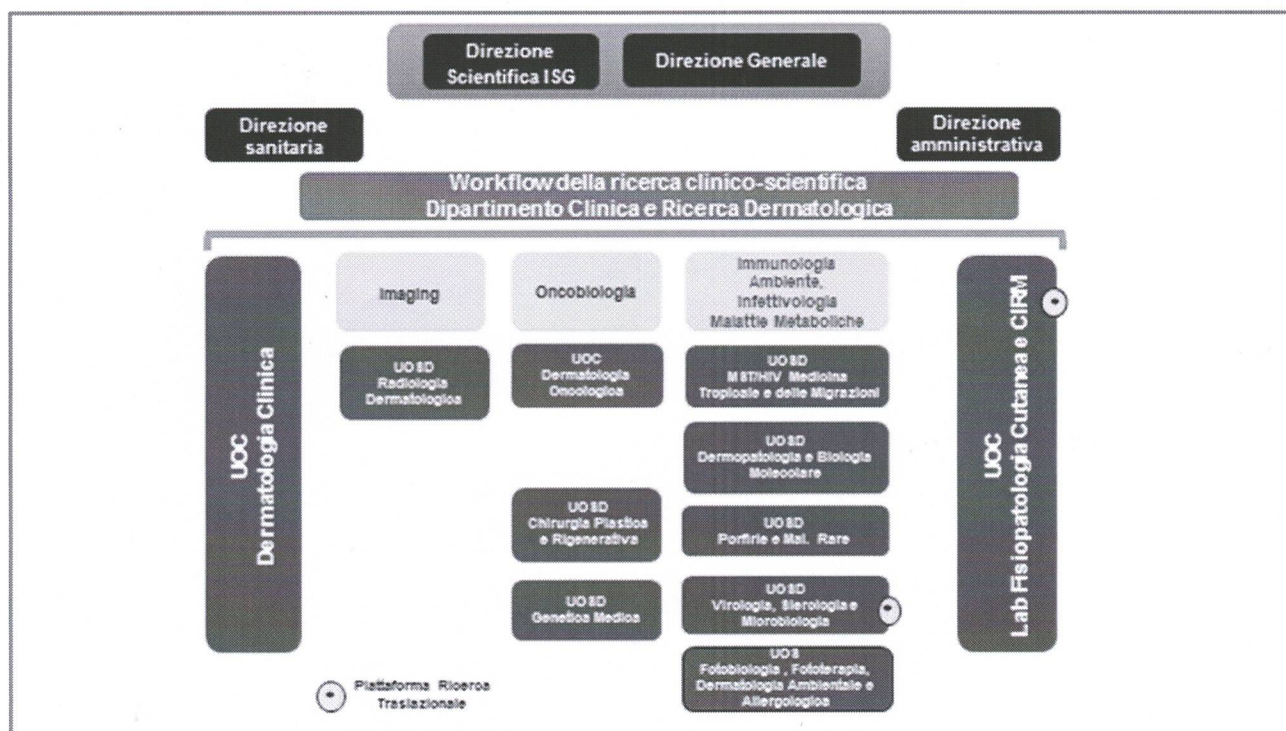 Direzione
Scientifica ISG
Direzione Generale
Direzione
sanitaria
Direzione
amministrativa
Workflow della ricerca clinico-scientifica
Dipartimento Clinica e Ricerca Dermatologica
UOC
Dermatologia Clinica
Imaging
UOSD
Radiologia
Dermatologica
Oncobiologia
UOC
Dermatologia
Oncologica
UOSD
Chirurgia Plastica
e Rigenerativa
UOSD
Genetica Medica
Immunologia
Ambiente,
Infettivologia
Malattie Metaboliche
UOSD
MST/HIV Medicina
Tropicale e delle Migrazioni
UOSD
Dermopatologia e Biologia
Molecolare
UOSD
Porfirie e Mal. Rare
UOSD
Virologia, Sierologia e
Microbiologia
UOS
Fotobiologia , Fototerapia,
Dermatologia Ambientale e
Allergologica
UOC
Lab Fisiopatologia Cutanea e CIRM
Piattaforma Ricerca
Traslazionale